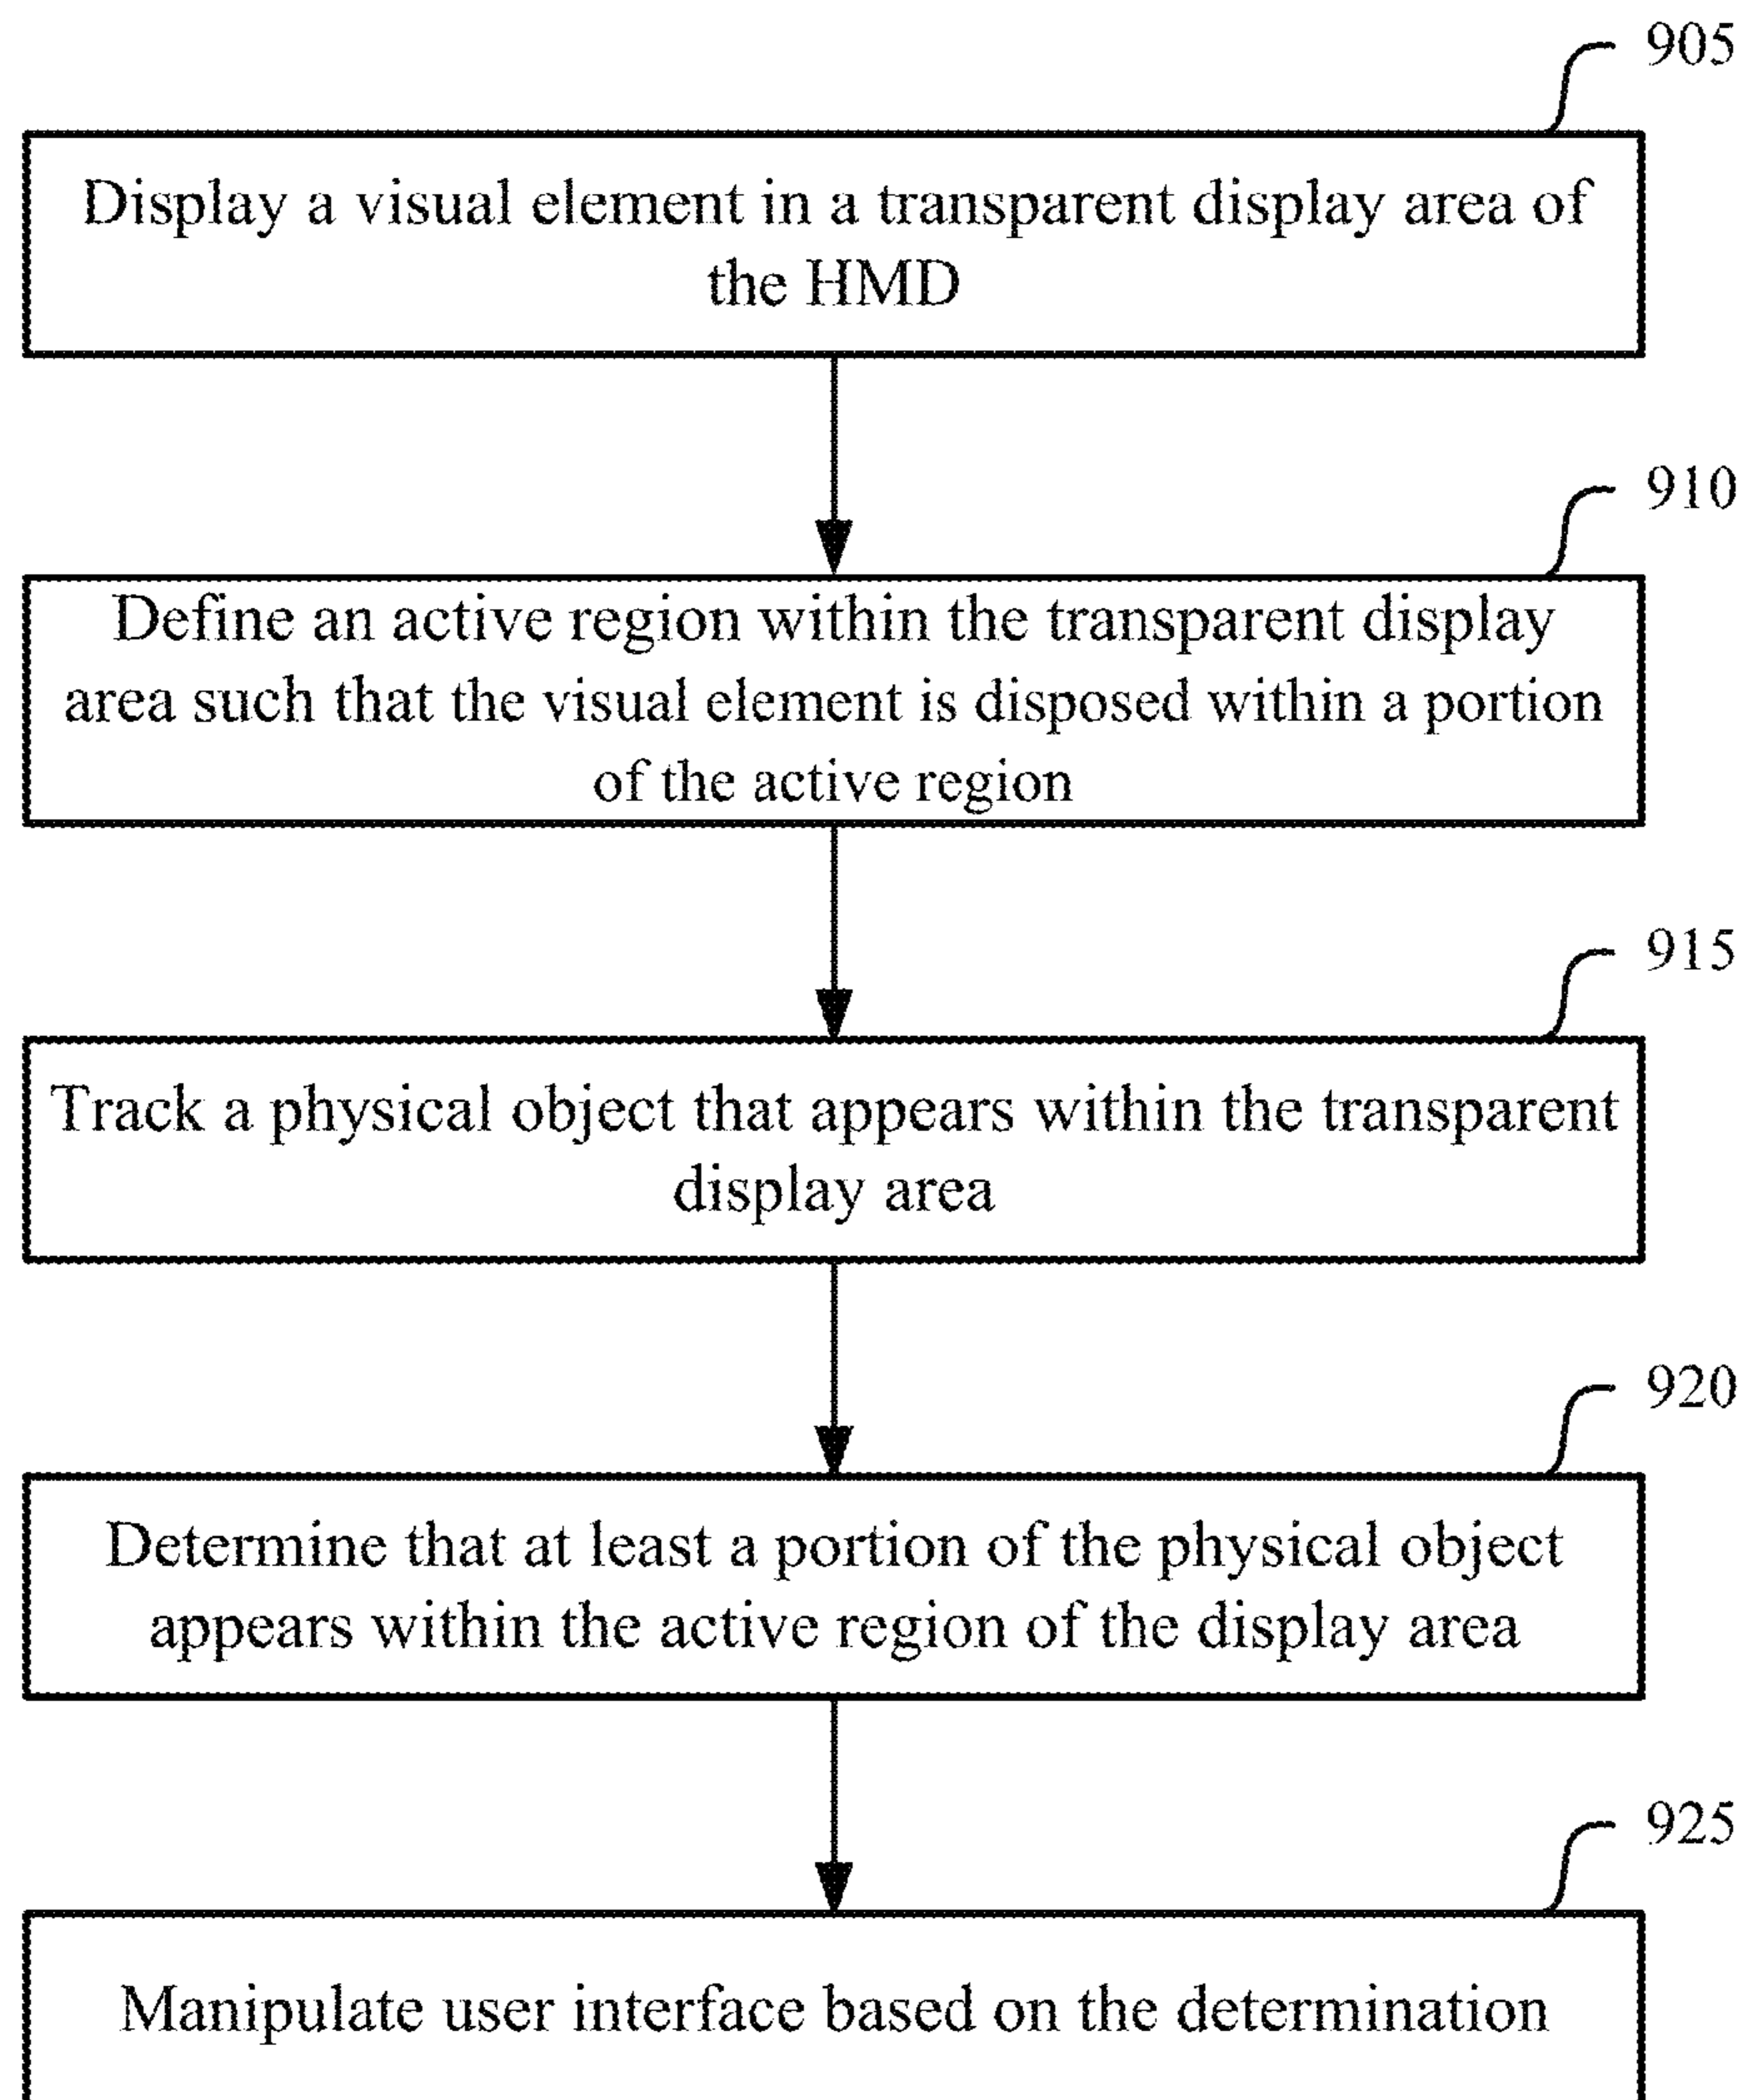 905
Display a visual element in a transparent display area of
the HMD
910
Define an active region within the transparent display
area such that the visual element is disposed within a portion
of the active region
915
Track a physical object that appears within the transparent
display area
920
Determine that at least a portion of the physical object
appears within the active region of the display area
925
Manipulate user interface based on the determination